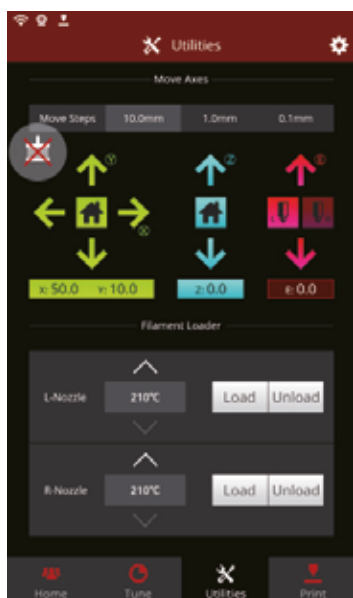 Utilities
Move Axes
Move Steps 10.0mm 1.0mm 0.1mm
Y Z E
X
L R
X: 50.0 Y: 10.0 Z: 0.0 E: 0.0
Filament Loader
L-Nozzle 210℃ Load Unload
R-Nozzle 210℃ Load Unload
Home Tune Utilities Print